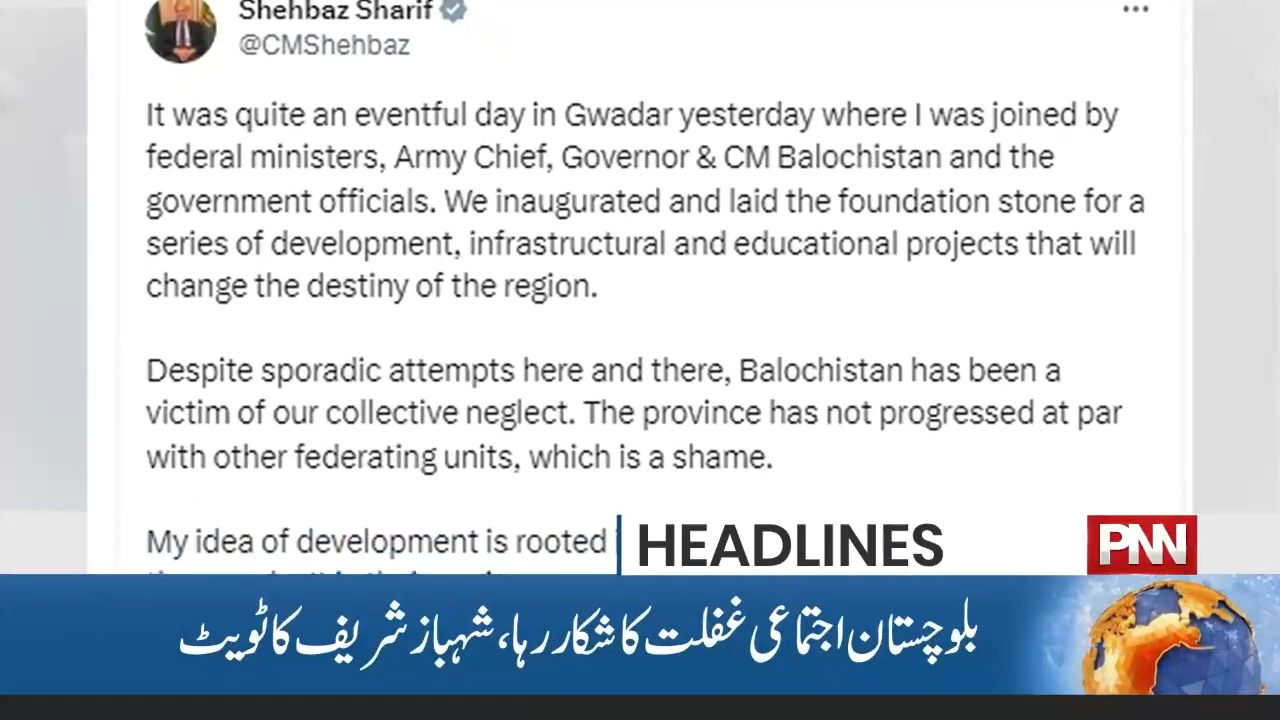 Shehbaz Sharif
@CMShehbaz
It was quite an eventful day in Gwadar yesterday where I was joined by
federal ministers, Army Chief, Governor & CM Balochistan and the
government officials. We inaugurated and laid the foundation stone for a
series of development, infrastructural and educational projects that will
change the destiny of the region.
Despite sporadic attempts here and there, Balochistan has been a
victim of our collective neglect. The province has not progressed at par
with other federating units, which is a shame.
My idea of development is rooted
HEADLINES
PNN
بلوچستان اجتماعی غفلت کا شکار رہا، شہباز شریف کا ٹویٹ